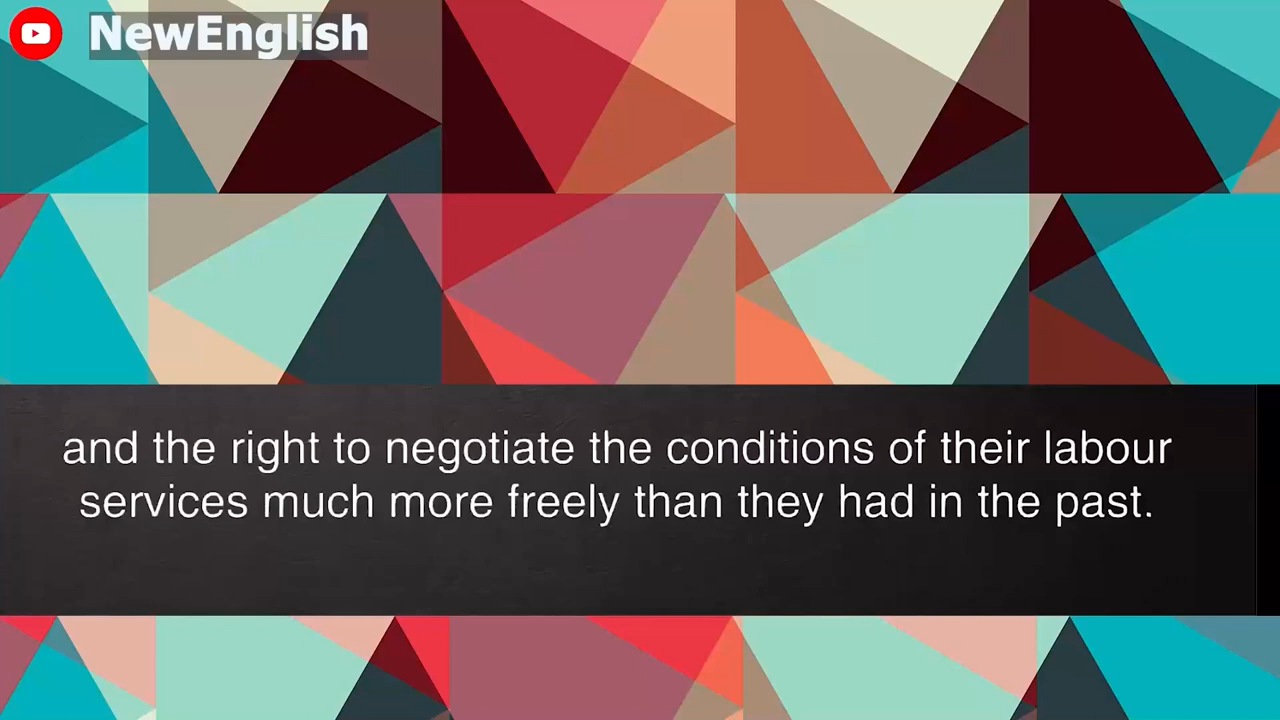 NewEnglish
and the right to negotiate the conditions of their labour
services much more freely than they had in the past.